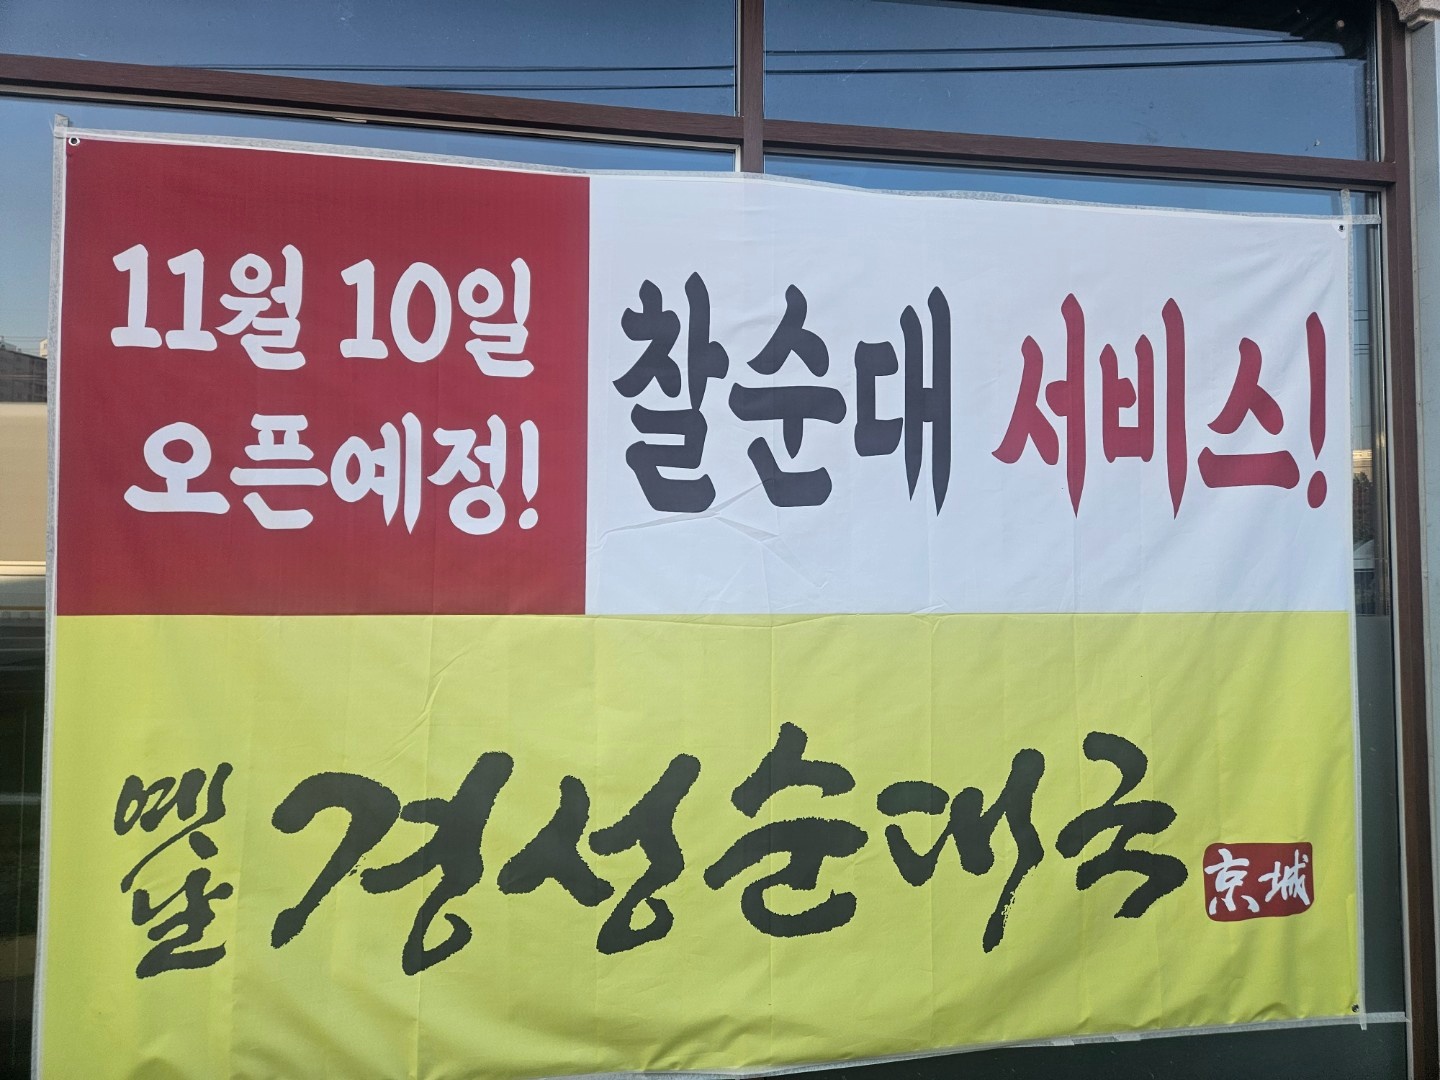 11월 10일
오픈예정!
찰순대 서비스!
옛날
경성순대국
京城